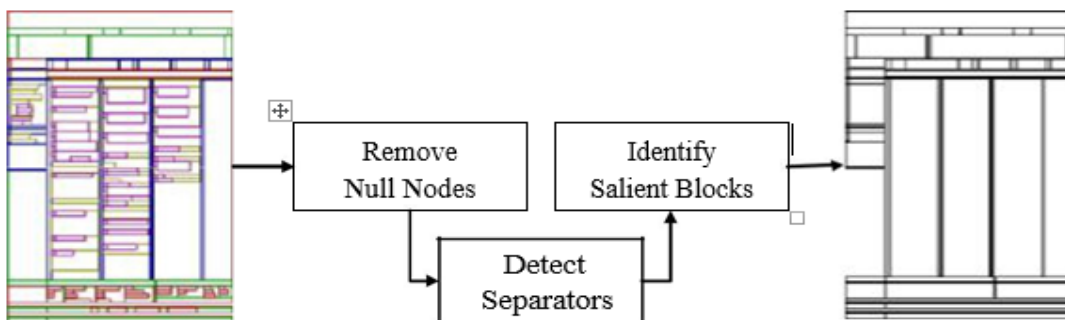 Remove
Null Nodes
Identify
Salient Blocks
Detect
Separators